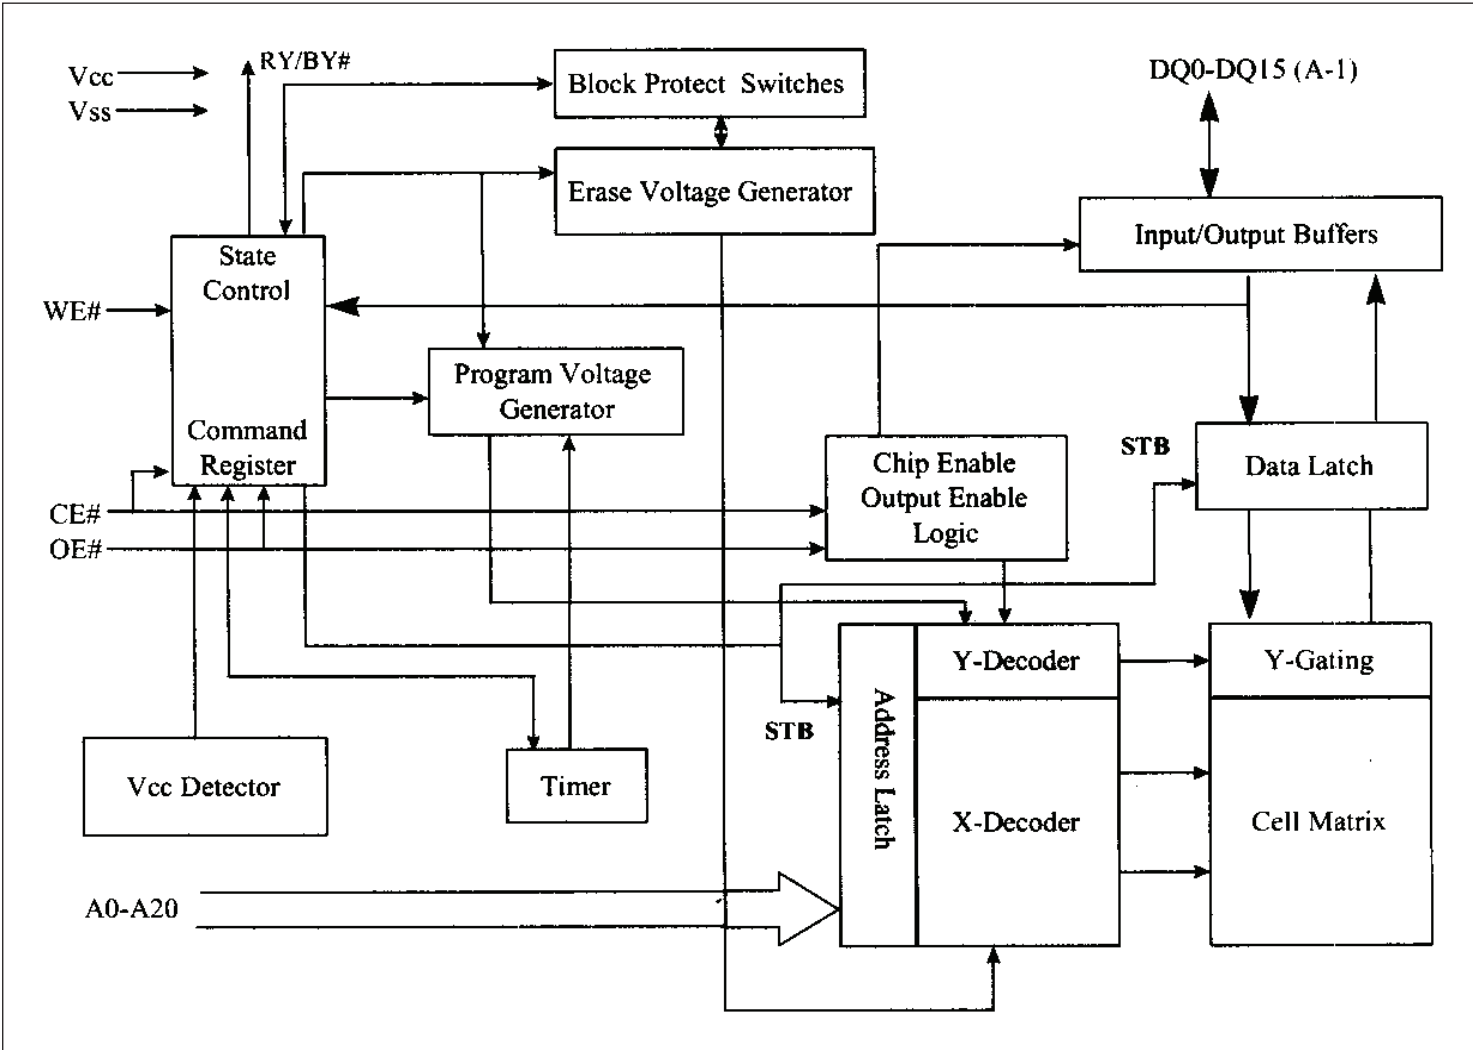 Vcc
Vss
RY/BY#
Block Protect Switches
DQ0-DQ15 (A-1)
Erase Voltage Generator
Input/Output Buffers
State
Control
WE#
Program Voltage
Generator
Command
Register
CE#
OE#
Chip Enable
Output Enable
Logic
STB
Data Latch
Y-Decoder
Y-Gating
STB
Address Latch
Vcc Detector
Timer
X-Decoder
Cell Matrix
A0-A20